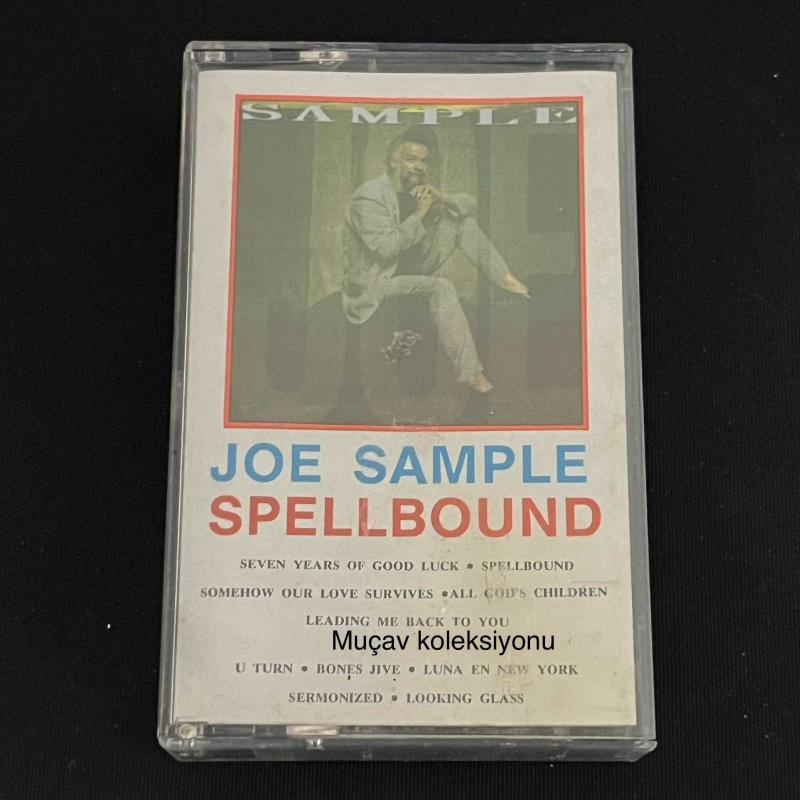 SAMPLE
JOE SAMPLE
SPELLBOUND
SEVEN YEARS OF GOOD LUCK • SPELLBOUND
SOMEHOW OUR LOVE SURVIVES •ALL GOD'S CHILDREN
LEADING ME BACK TO YOU
Muçav koleksiyonu
U TURN • BONES JIVE • LUNA EN NEW YORK
SERMONIZED • LOOKING GLASS